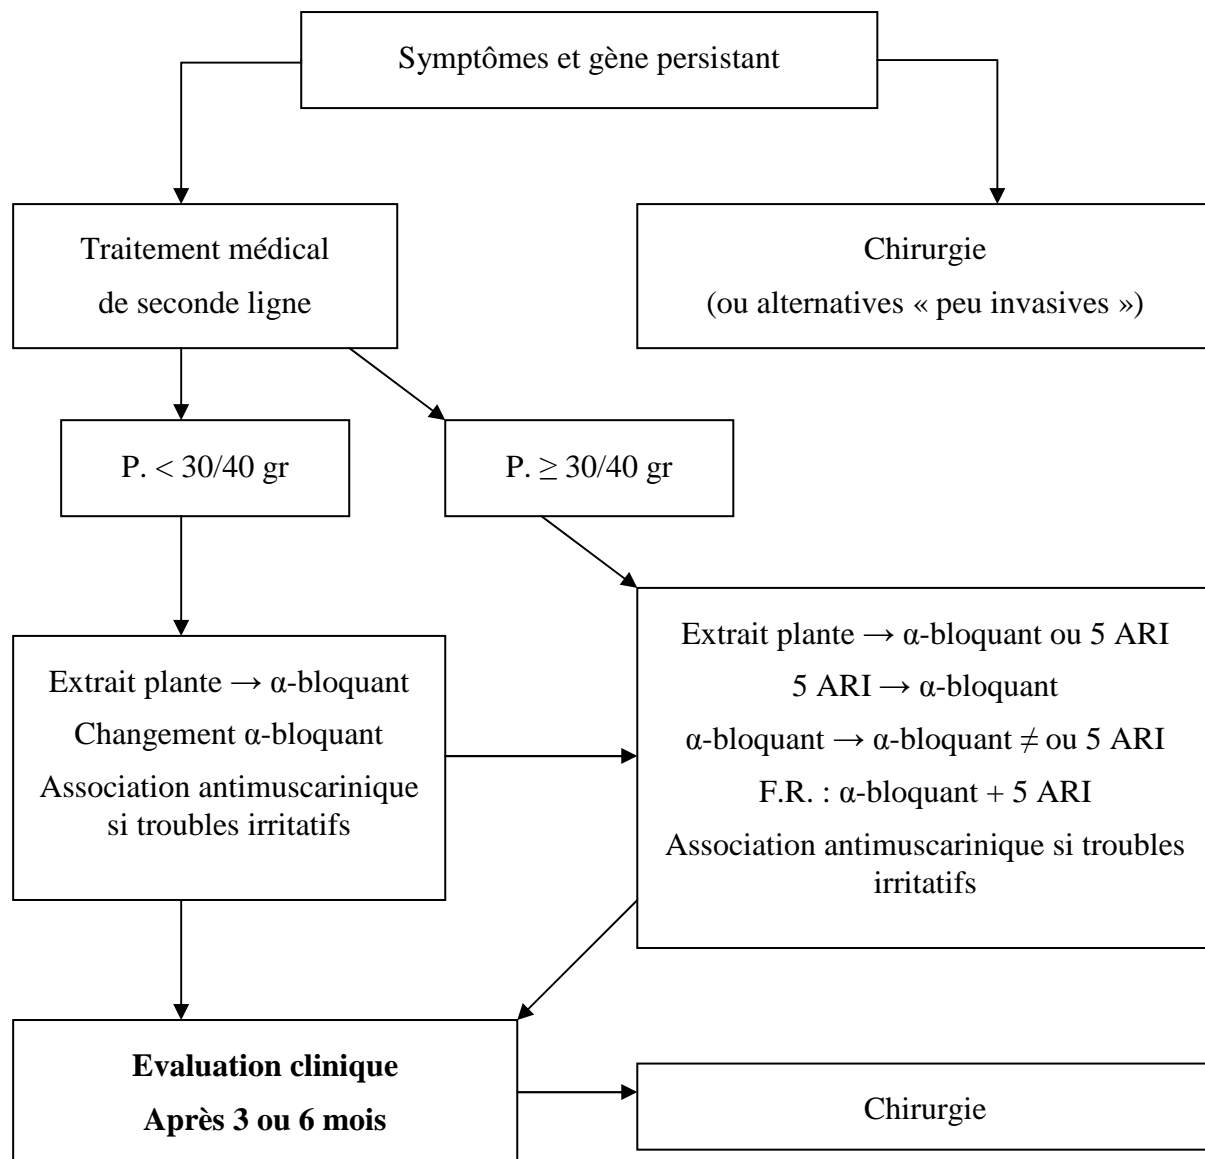 Symptômes et gène persistant
Traitement médical
de seconde ligne
Chirurgie
(ou alternatives « peu invasives »)
P. < 30/40 gr
P. ≥ 30/40 gr
Extrait plante → α-bloquant
Changement α-bloquant
Association antimuscarinique
si troubles irritatifs
Extrait plante → α-bloquant ou 5 ARI
5 ARI → α-bloquant
α-bloquant → α-bloquant ≠ ou 5 ARI
F.R. : α-bloquant + 5 ARI
Association antimuscarinique si troubles
irritatifs
Evaluation clinique
Après 3 ou 6 mois
Chirurgie